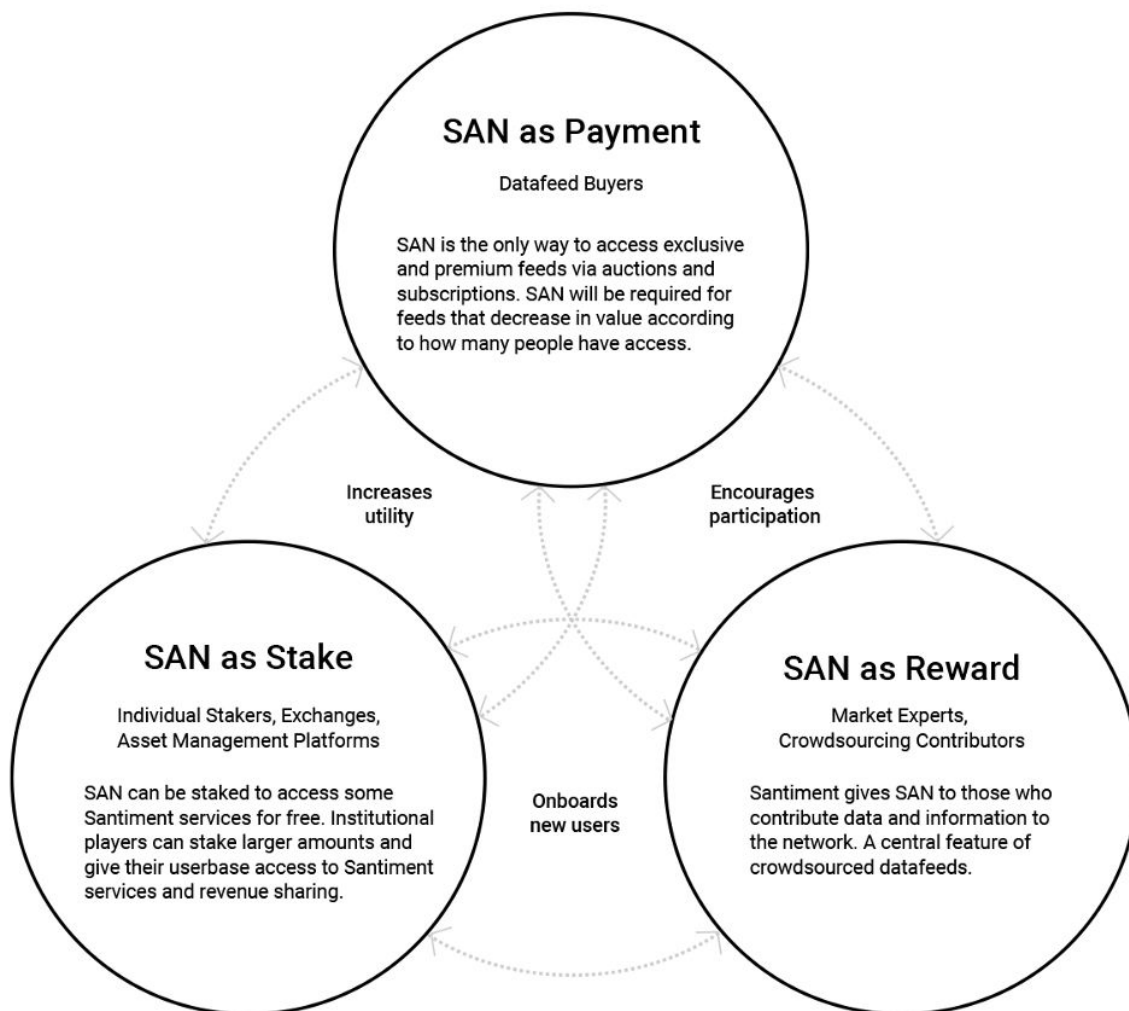 SAN as Payment
Datafeed Buyers
SAN is the only way to access exclusive
and premium feeds via auctions and
subscriptions. SAN will be required for
feeds that decrease in value according
to how many people have access.
Increases
utility
Encourages
participation
SAN as Stake
Individual Stakers, Exchanges,
Asset Management Platforms
SAN can be staked to access some
Santiment services for free. Institutional
players can stake larger amounts and
give their userbase access to Santiment
services and revenue sharing.
Onboards
new users
SAN as Reward
Market Experts,
Crowdsourcing Contributors
Santiment gives SAN to those who
contribute data and information to
the network. A central feature of
crowdsourced datafeeds.